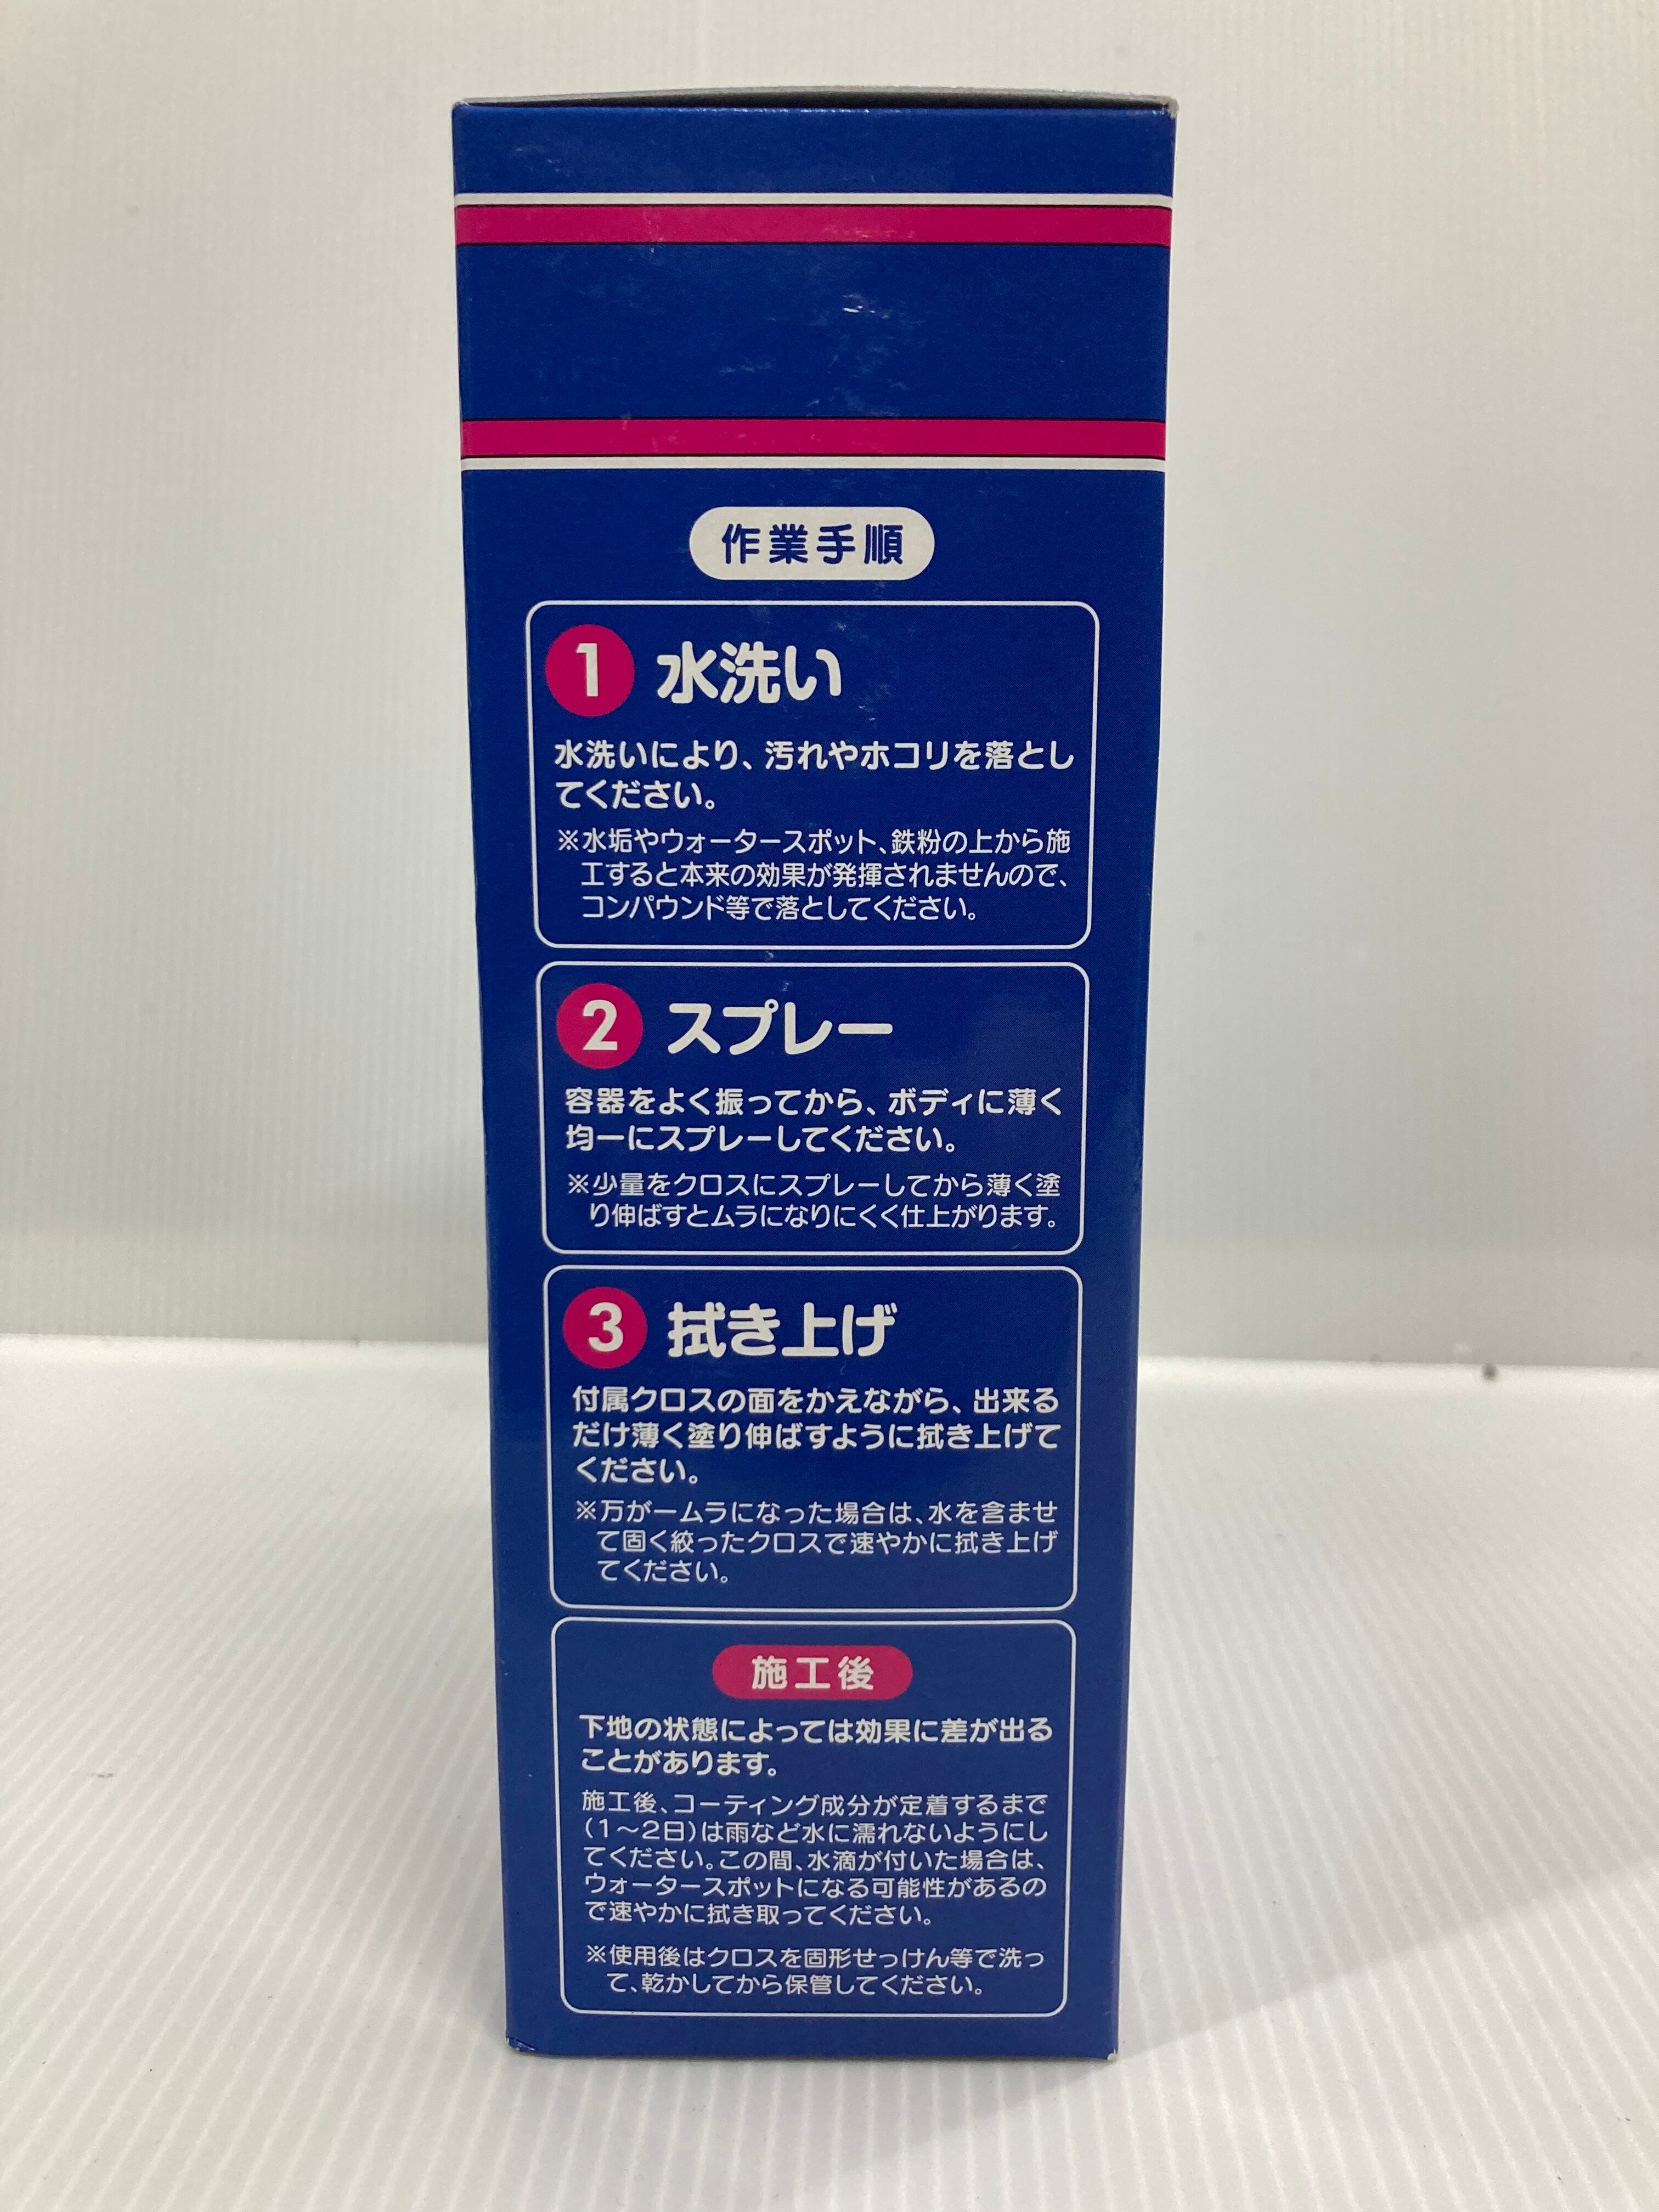 作業手順
1 水洗い
水洗いにより、汚れやホコリを落とし
てください。
※水垢やウォータースポット、鉄粉の上から施
工すると本来の効果が発揮されませんので、
コンパウンド等で落としてください。
2 スプレー
容器をよく振ってから、ボディに薄く
均一にスプレーしてください。
※少量をクロスにスプレーしてから薄く塗
り伸ばすとムラになりにくく仕上がります。
3 拭き上げ
付属クロスの面をかえながら、出来る
だけ薄く塗り伸ばすように拭き上げて
ください。
※万が一ムラになった場合は、水を含ませ
て固く絞ったクロスで速やかに拭き上げ
てください。
施工後
下地の状態によっては効果に差が出る
ことがあります。
施工後、コーティング成分が定着するまで
(1〜2日)は雨など水に濡れないようにし
てください。この間、水滴が付いた場合は、
ウォータースポットになる可能性があるの
で速やかに拭き取ってください。
※使用後はクロスを固形せっけん等で洗っ
て、乾かしてから保管してください。